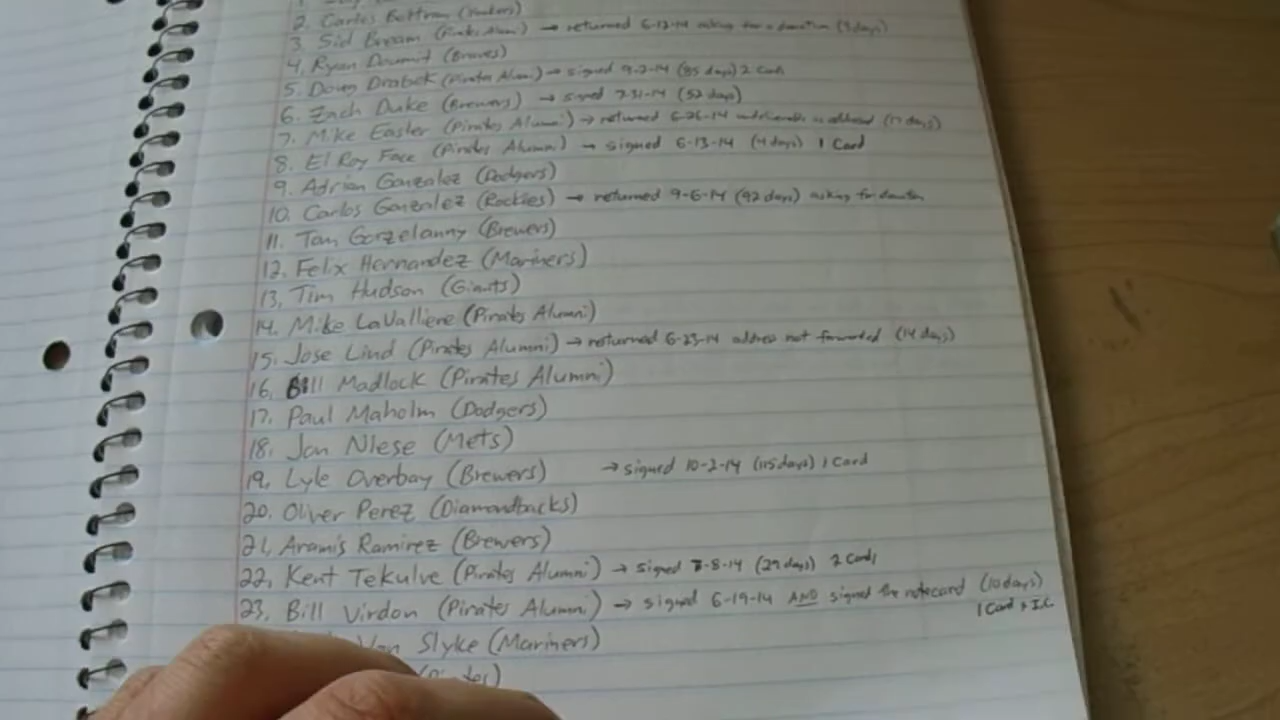 2. Carlos Beltran (Yankees)
3. Sid Bream (Pirates Alumni) → returned 6-12-14 asking for a donation (3 days)
4. Ryan Doumit (Braves)
5. Doug Drabek (Pirates Alumni) → signed 9-2-14 (85 days) 2 Cards
6. Zach Duke (Brewers) → signed 7-31-14 (52 days)
7. Mike Easler (Pirates Alumni) → returned 6-26-14 undeliverable as addressed (17 days)
8. El Roy Face (Pirates Alumni) → signed 6-13-14 (4 days) 1 Card
9. Adrian Gonzalez (Dodgers)
10. Carlos Gonzalez (Rockies) → returned 9-6-14 (92 days) asking for donation
11. Tom Gorzelanny (Brewers)
12. Felix Hernandez (Mariners)
13. Tim Hudson (Giants)
14. Mike LaValliere (Pirates Alumni)
15. Jose Lind (Pirates Alumni) → returned 6-23-14 address not forwarded (14 days)
16. Bill Madlock (Pirates Alumni)
17. Paul Maholm (Dodgers)
18. Jon Niese (Mets)
19. Lyle Overbay (Brewers) → signed 10-2-14 (115 days) 1 Card
20. Oliver Perez (Diamondbacks)
21. Aramis Ramirez (Brewers)
22. Kent Tekulve (Pirates Alumni) → signed 7-8-14 (29 days) 2 Cards
23. Bill Virdon (Pirates Alumni) → signed 6-19-14 AND signed the notecard (10 days)
1 Card + I.C.
Van Slyke (Mariners)